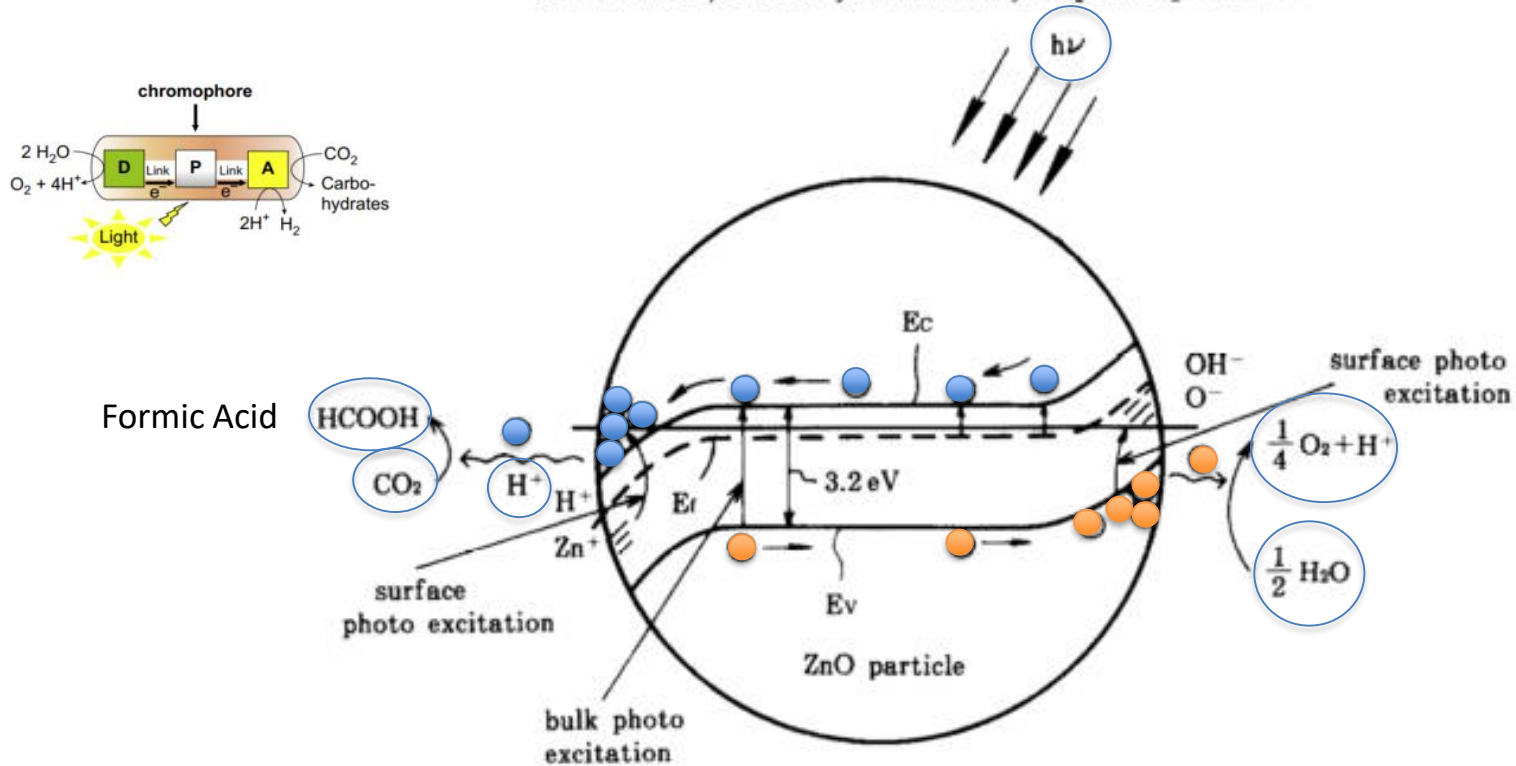 hν
chromophore
2 H₂O
D
Link
P
Link
A
CO₂
O₂ + 4H⁺
e⁻
e⁻
Carbo-
hydrates
2H⁺ H₂
Light
Ec
OH⁻
O⁻
surface photo
excitation
Formic Acid
HCOOH
CO₂
H⁺
H⁺
Zn⁺
Ef
3.2 eV
1/4 O₂ + H⁺
1/2 H₂O
surface
photo excitation
Ev
ZnO particle
bulk photo
excitation